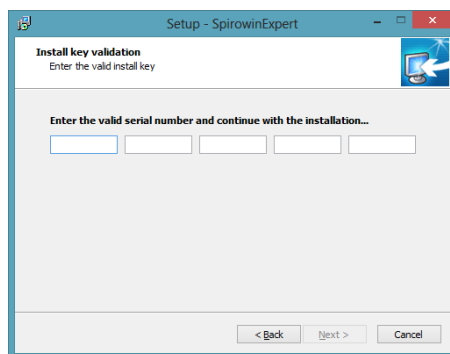 Setup - SpirowinExpert
Install key validation
Enter the valid install key
Enter the valid serial number and continue with the installation...
< Back
Next >
Cancel